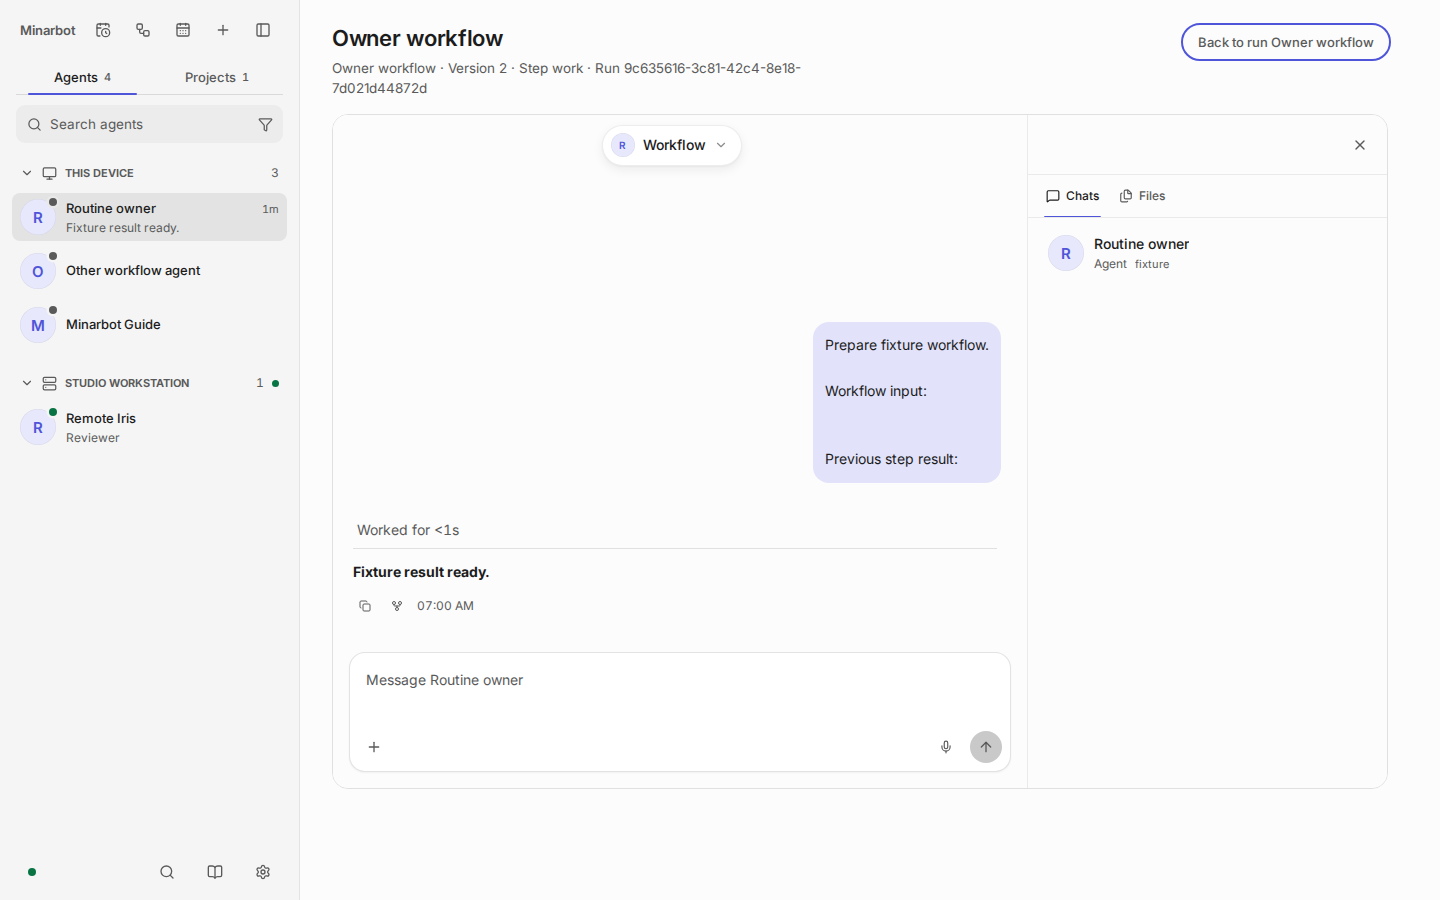 Minarbot
Agents 4
Projects 1
Search agents
THIS DEVICE 3
R
Routine owner 1m
Fixture result ready.
O
Other workflow agent
M
Minarbot Guide
STUDIO WORKSTATION 1
R
Remote Iris
Reviewer
Owner workflow
Owner workflow · Version 2 · Step work · Run 9c635616-3c81-42c4-8e18-
7d021d44872d
Back to run Owner workflow
R Workflow
Prepare fixture workflow.
Workflow input:
Previous step result:
Worked for <1s
Fixture result ready.
07:00 AM
Message Routine owner
Chats
Files
R
Routine owner
Agent fixture